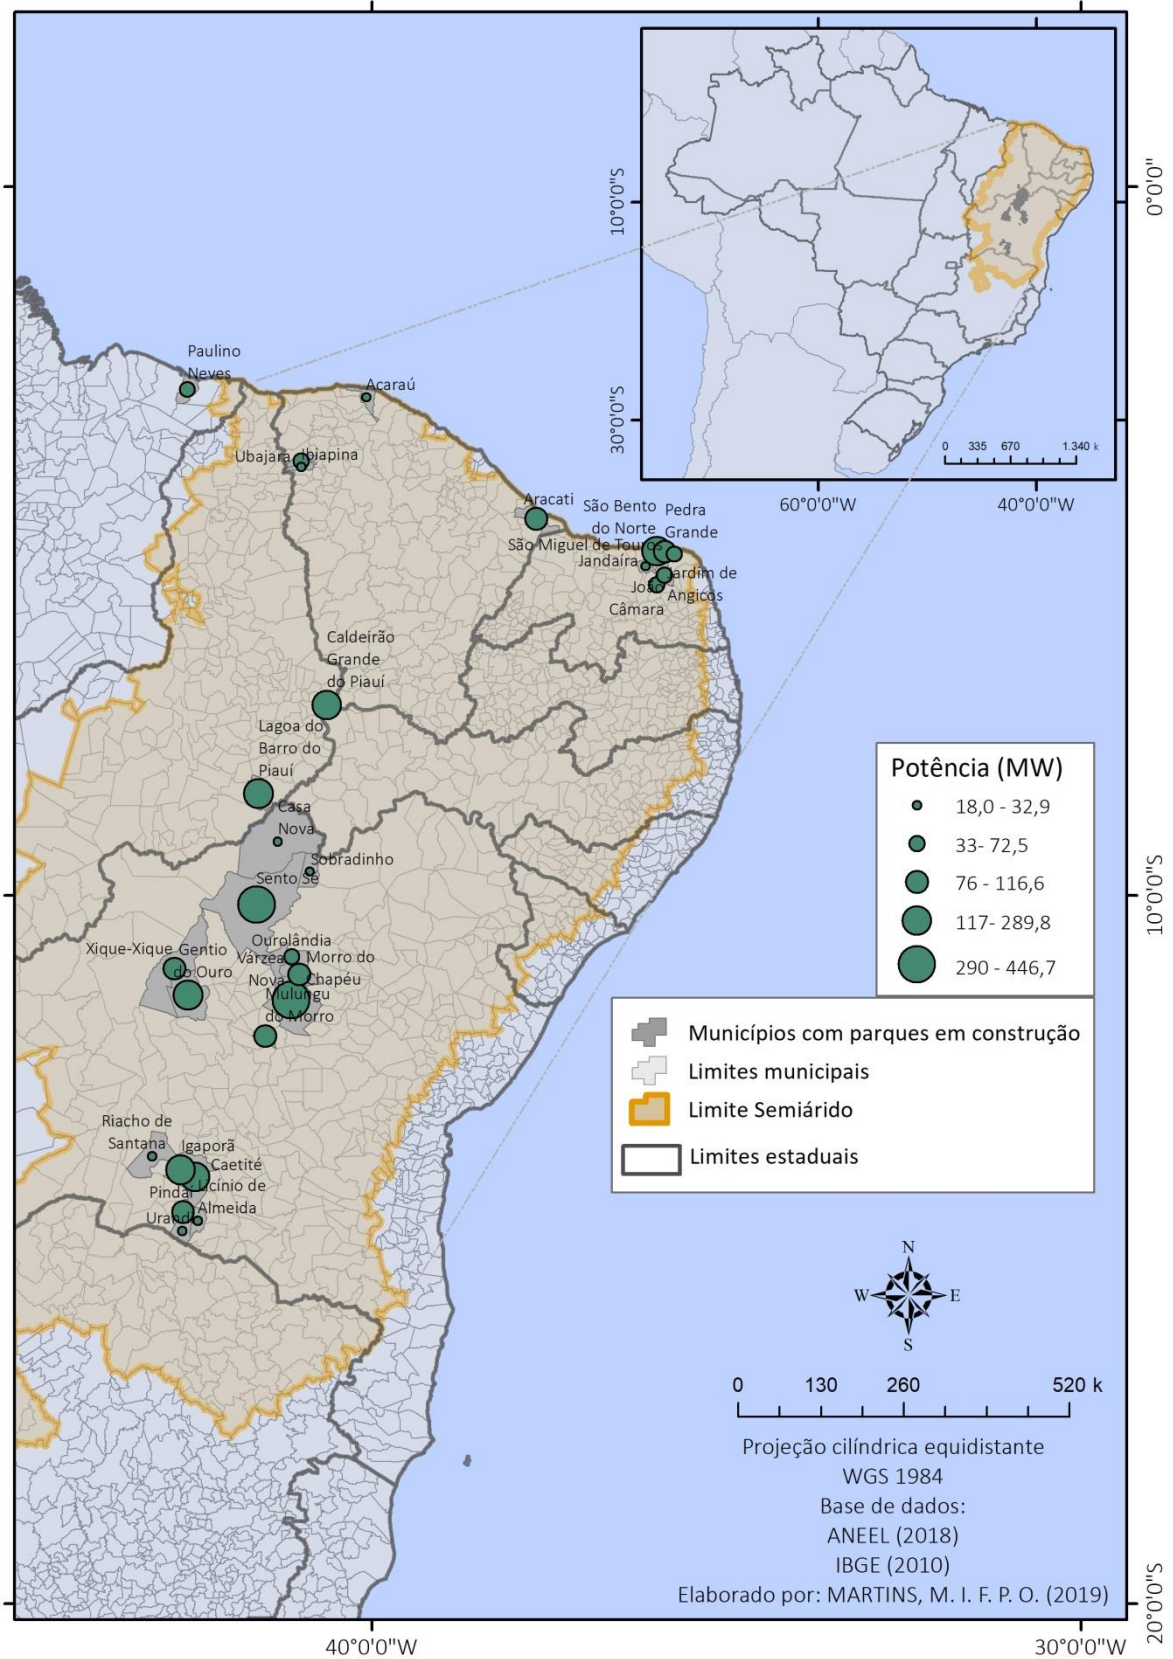 10°0'0"S
30°0'0"S
0 335 670 1.340 k
60°0'0"W
40°0'0"W
0°0'0"
Paulino
Neves
Acaraú
Ubajara
Ibiapina
Aracati
São Bento
do Norte
Pedra
Grande
São Miguel de Touros
Jandaíra
Jardim de
Angicos
João
Câmara
Caldeirão
Grande
do Piauí
Lagoa do
Barro do
Piauí
Casa
Nova
Sobradinho
Sento Sé
Ourolândia
Várzea
Nova
Morro do
Chapéu
Xique-Xique
Gentio
do Ouro
Mulungu
do Morro
Riacho de
Santana
Igaporã
Caetité
Licínio de
Almeida
Pindaí
Urandi
Potência (MW)
18,0 - 32,9
33- 72,5
76 - 116,6
117- 289,8
290 - 446,7
10°0'0"S
Municípios com parques em construção
Limites municipais
Limite Semiárido
Limites estaduais
N
W
E
S
0 130 260 520 k
Projeção cilíndrica equidistante
WGS 1984
Base de dados:
ANEEL (2018)
IBGE (2010)
Elaborado por: MARTINS, M. I. F. P. O. (2019)
20°0'0"S
40°0'0"W
30°0'0"W